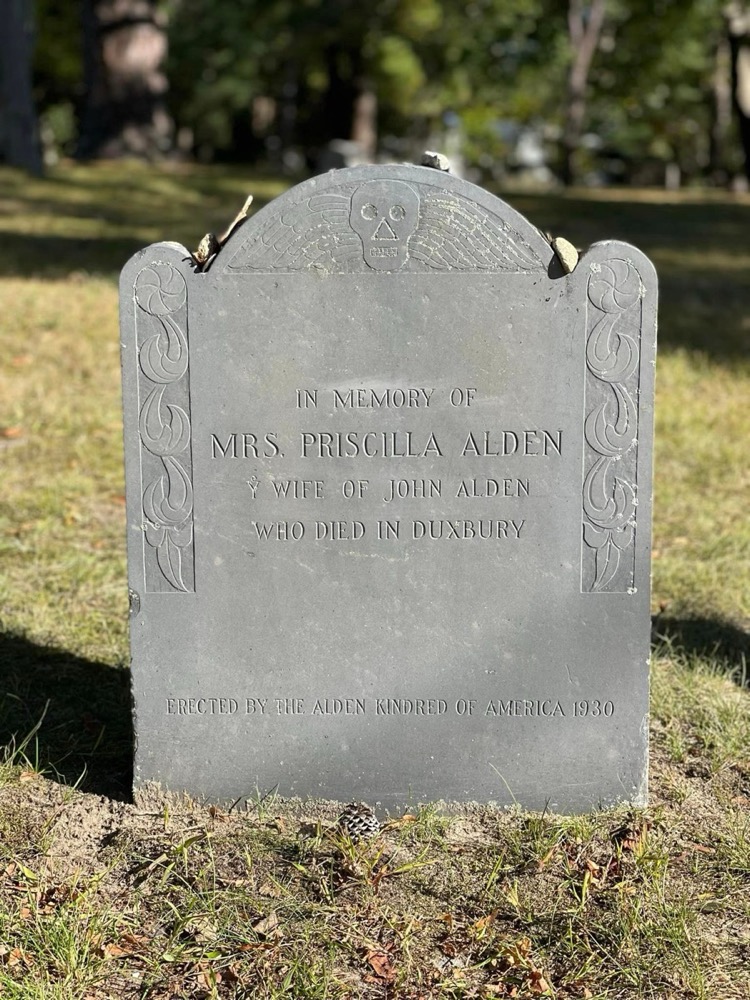 IN MEMORY OF
MRS. PRISCILLA ALDEN
WIFE OF JOHN ALDEN
WHO DIED IN DUXBURY
ERECTED BY THE ALDEN KINDRED OF AMERICA 1930